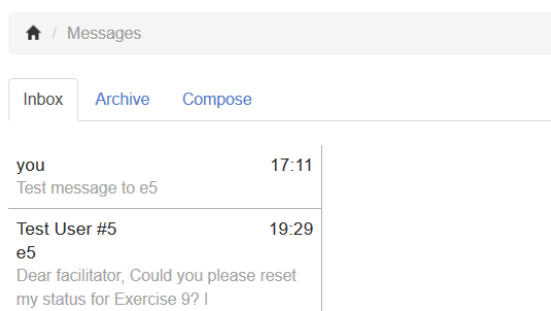 / Messages
Inbox Archive Compose
you 17:11
Test message to e5
Test User #5 19:29
e5
Dear facilitator, Could you please reset
my status for Exercise 9? I